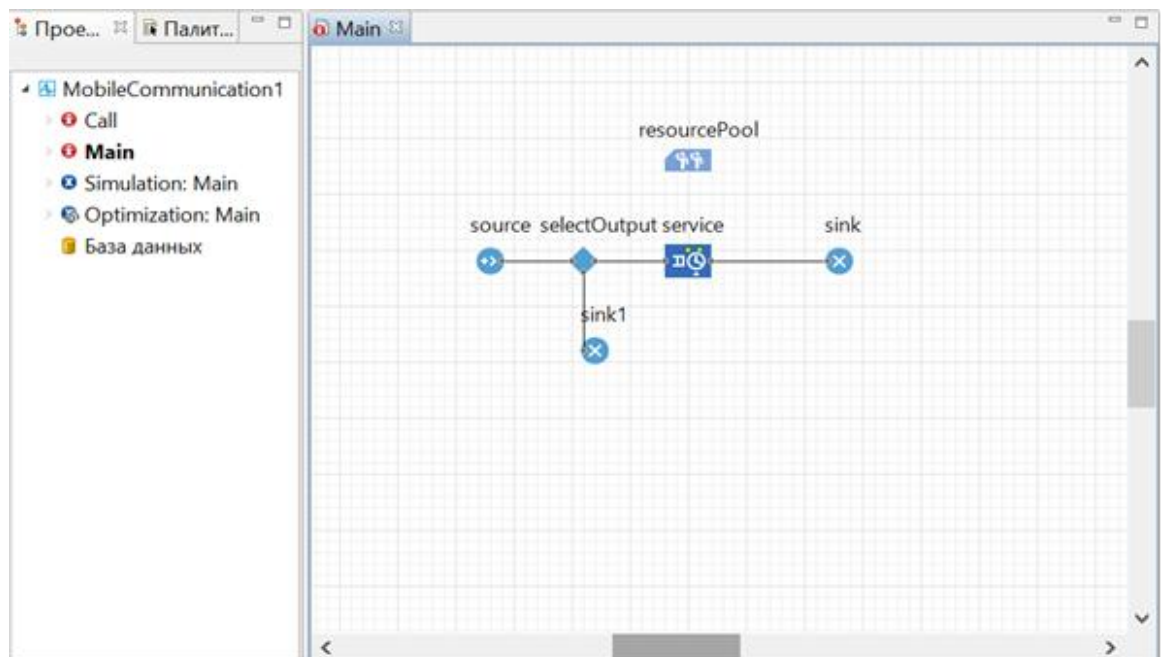 Прое... Палит...
Main
MobileCommunication1
Call
Main
Simulation: Main
Optimization: Main
База данных
resourcePool
source selectOutput service sink
sink1